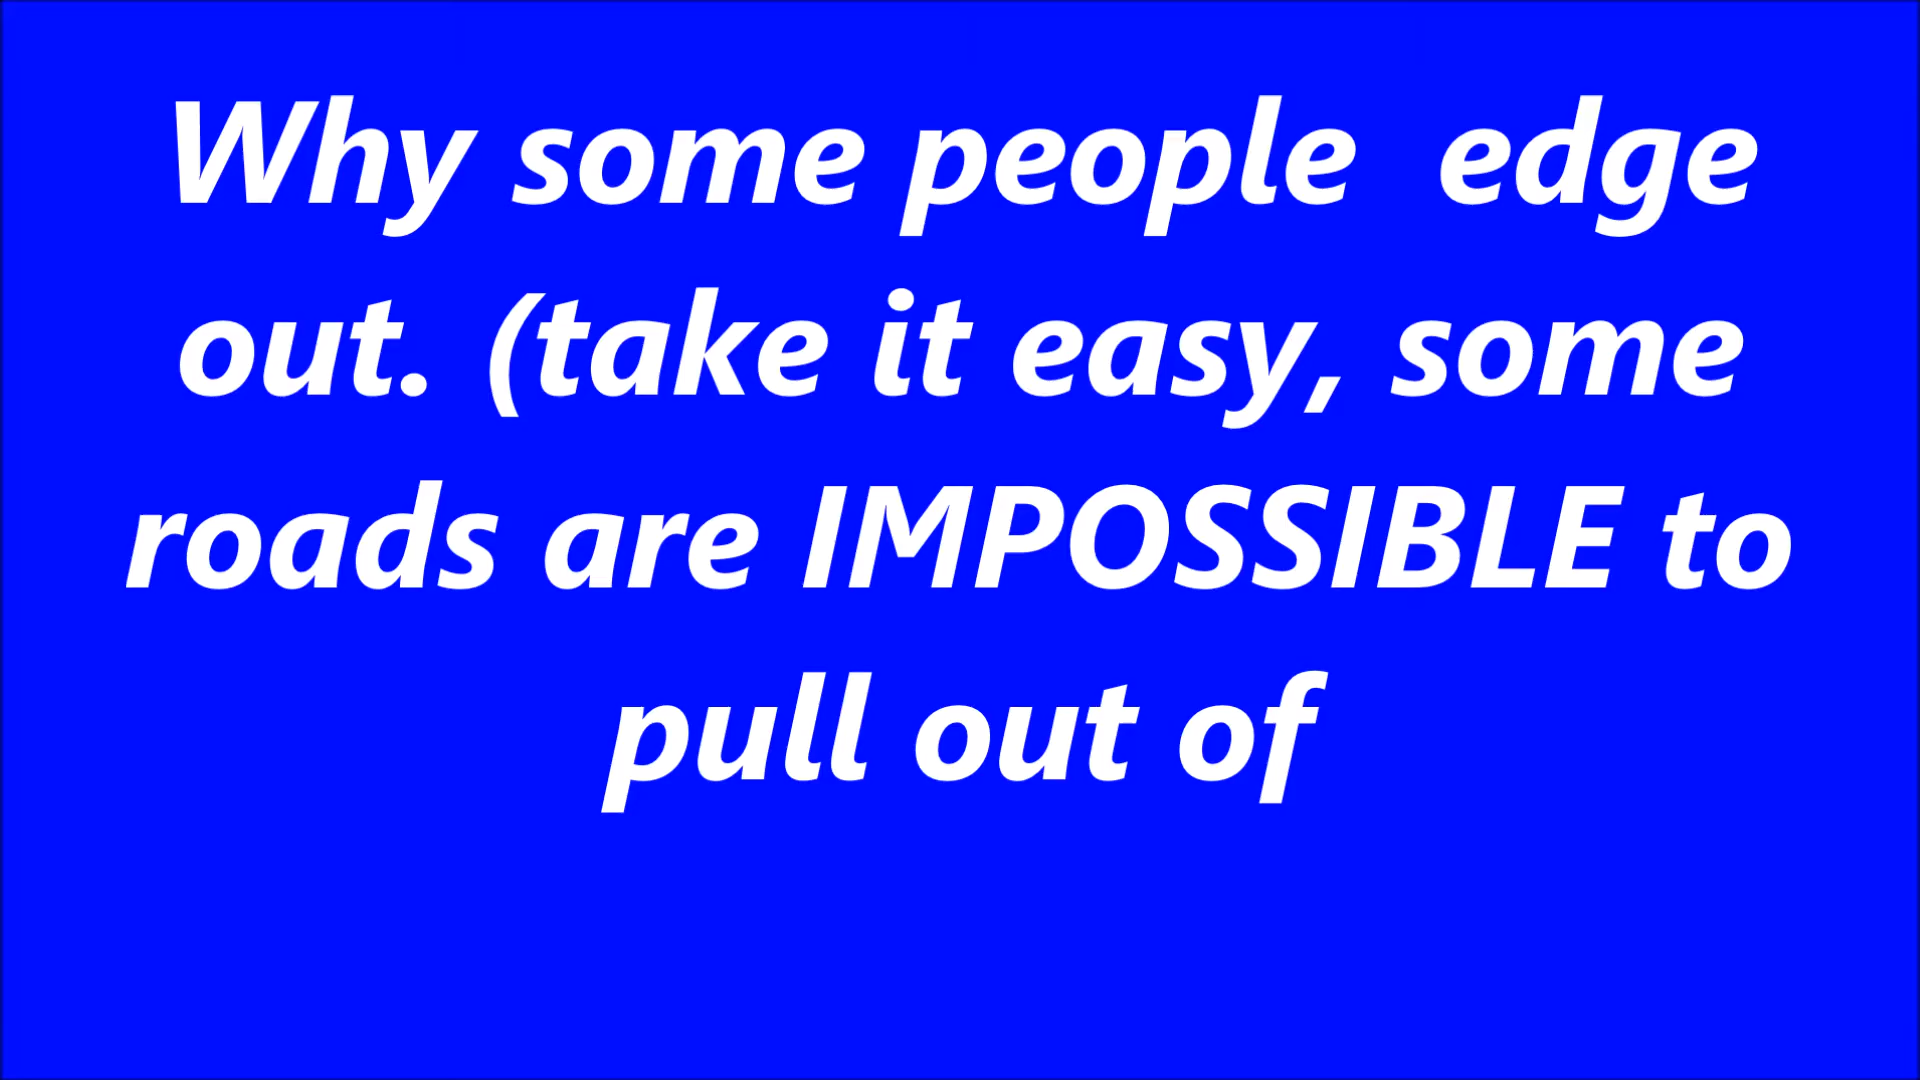 Why some people  edge
out. (take it easy, some
roads are IMPOSSIBLE to
pull out of